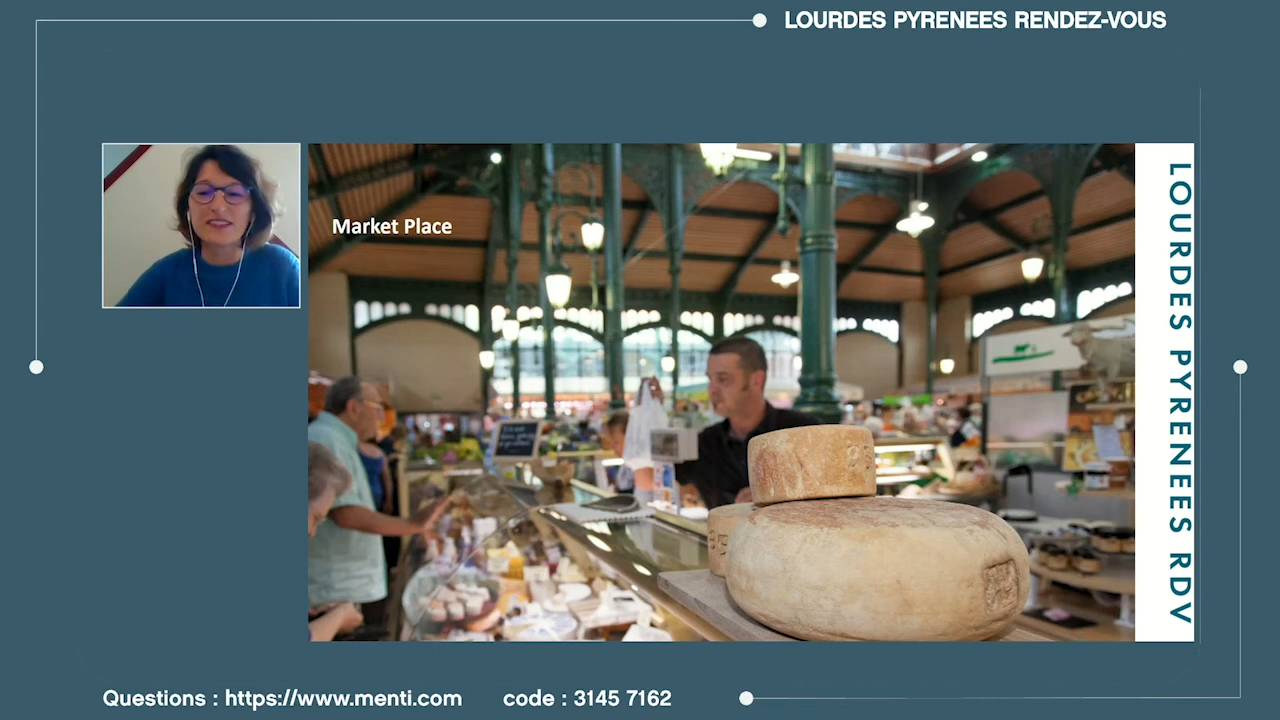 LOURDES PYRENEES RENDEZ-VOUS
Market Place
LOURDES PYRENEES RDV
Questions : https://www.menti.com code : 3145 7162